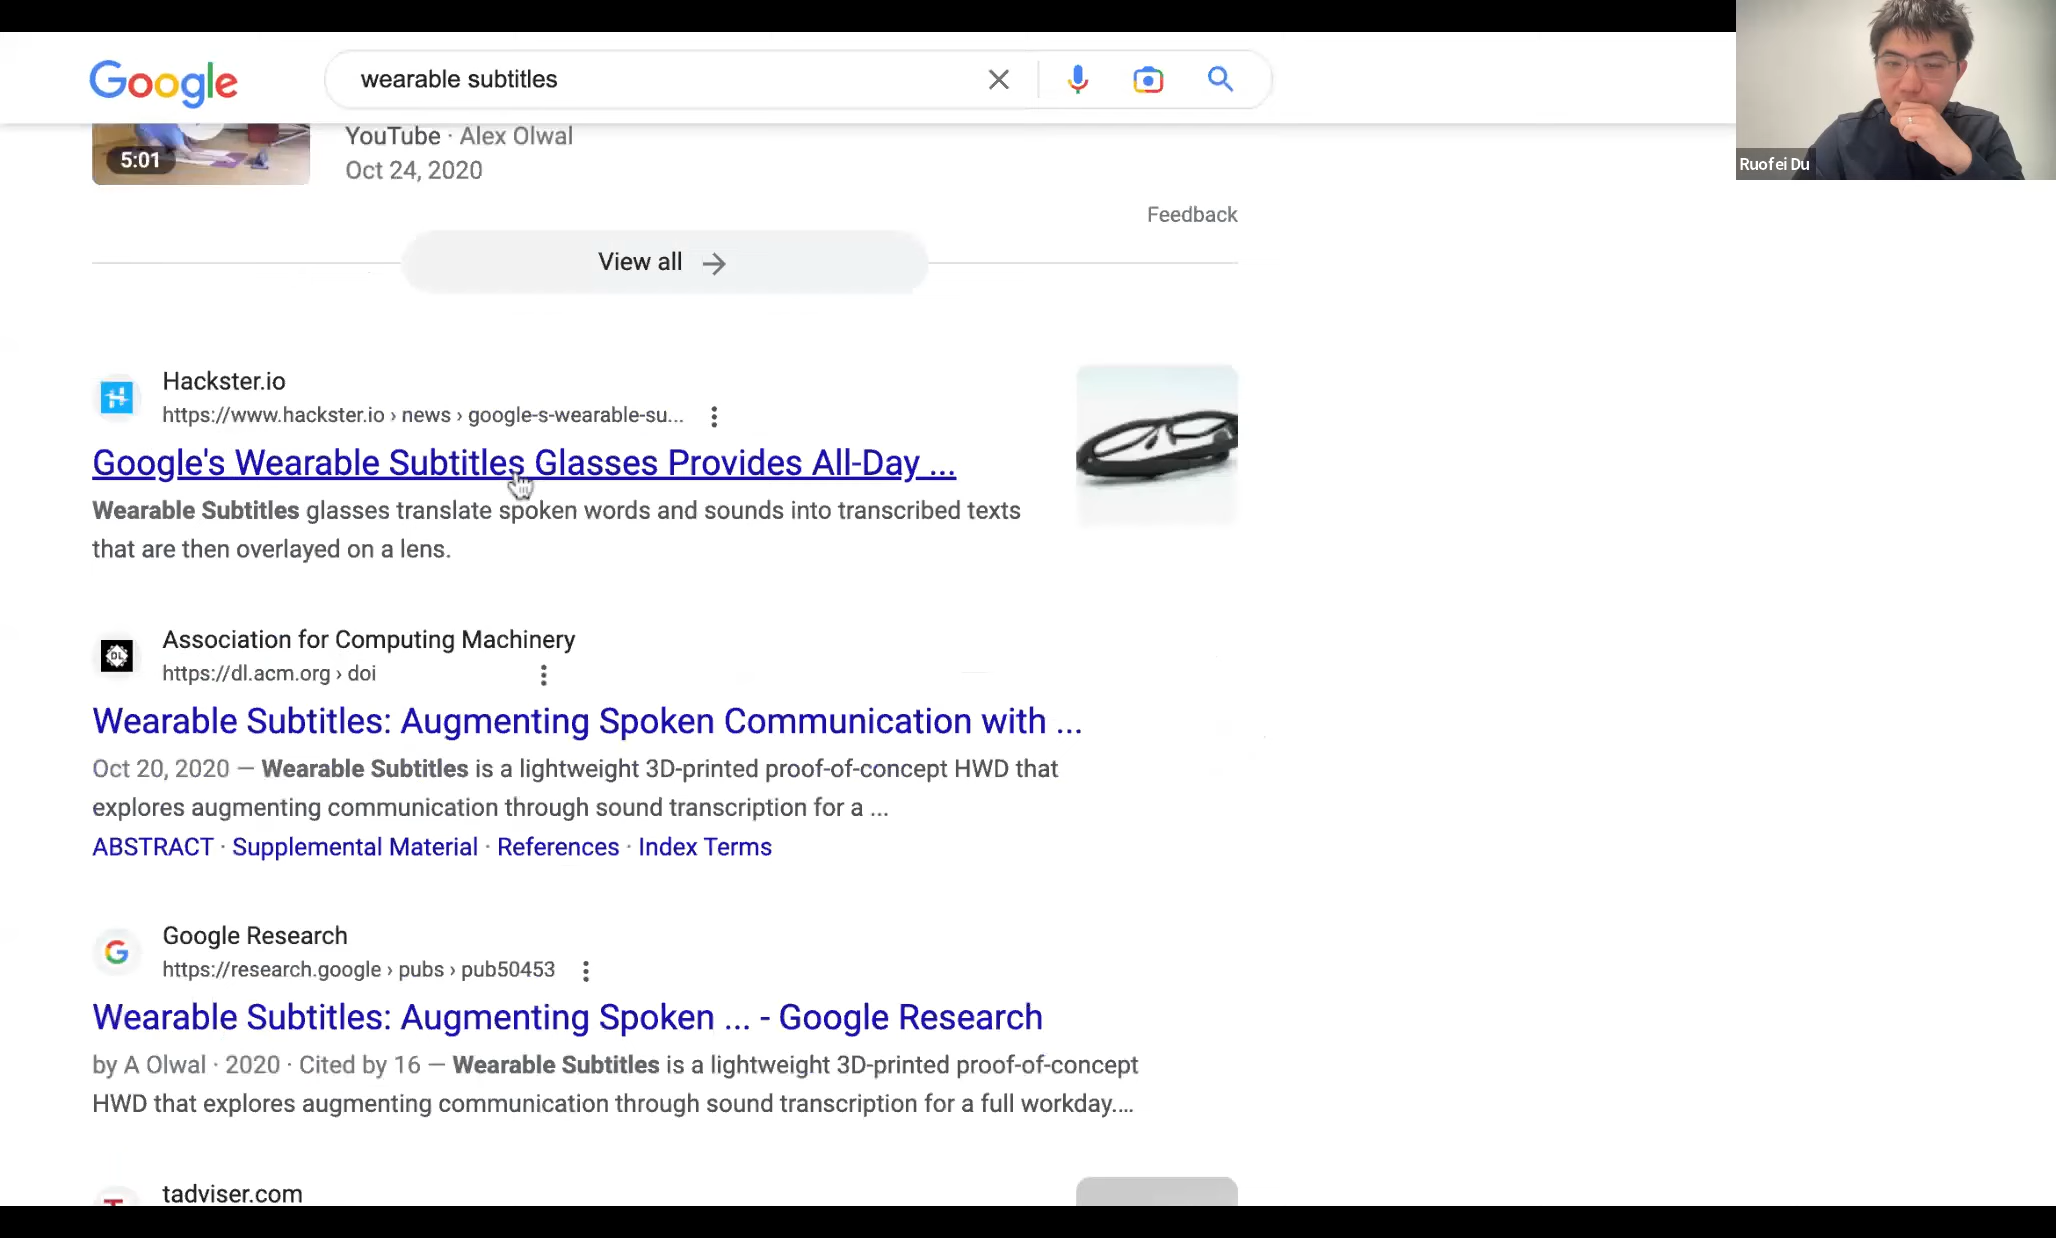 Google
wearable subtitles
Ruofei Du
5:01
YouTube · Alex Olwal
Oct 24, 2020
Feedback
View all
Hackster.io
https://www.hackster.io › news › google-s-wearable-su...
Google's Wearable Subtitles Glasses Provides All-Day ...
Wearable Subtitles glasses translate spoken words and sounds into transcribed texts
that are then overlayed on a lens.
DL
Association for Computing Machinery
https://dl.acm.org › doi
Wearable Subtitles: Augmenting Spoken Communication with ...
Oct 20, 2020 — Wearable Subtitles is a lightweight 3D-printed proof-of-concept HWD that
explores augmenting communication through sound transcription for a ...
ABSTRACT · Supplemental Material · References · Index Terms
Google Research
https://research.google › pubs › pub50453
Wearable Subtitles: Augmenting Spoken ... - Google Research
by A Olwal · 2020 · Cited by 16 — Wearable Subtitles is a lightweight 3D-printed proof-of-concept
HWD that explores augmenting communication through sound transcription for a full workday....
tadviser.com